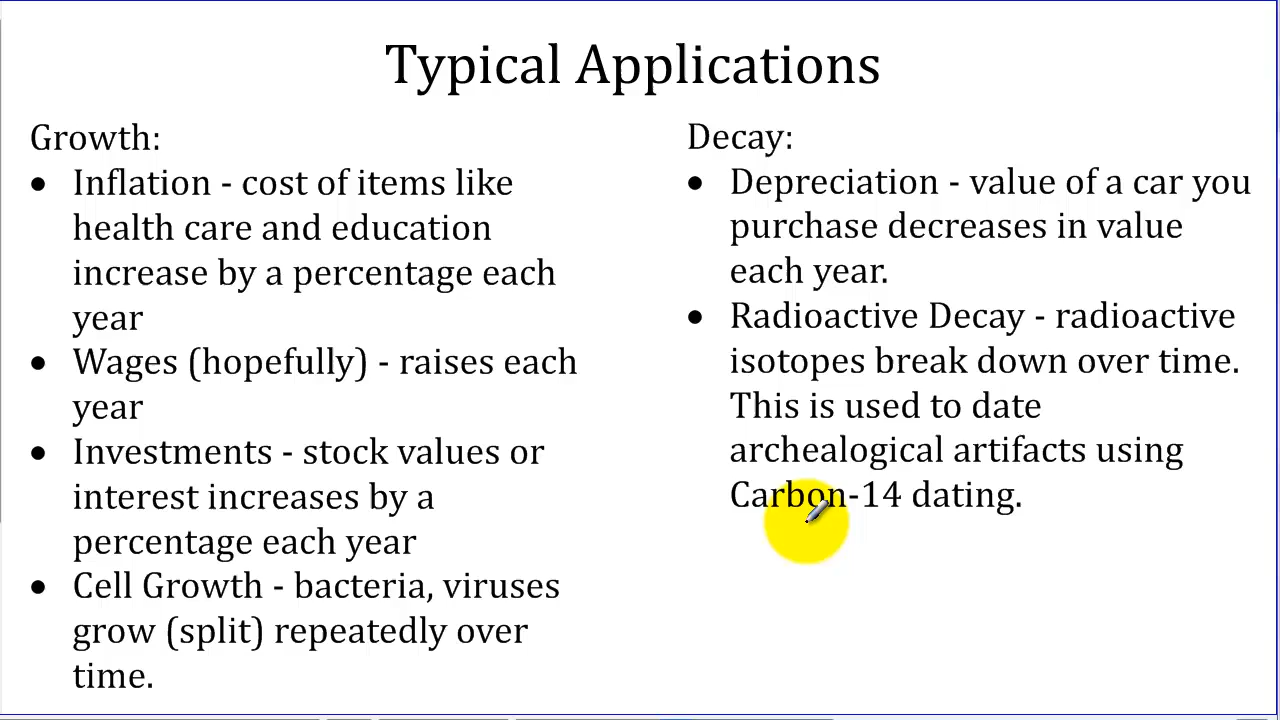 Typical Applications
Growth:
• Inflation - cost of items like
health care and education
increase by a percentage each
year
• Wages (hopefully) - raises each
year
• Investments - stock values or
interest increases by a
percentage each year
• Cell Growth - bacteria, viruses
grow (split) repeatedly over
time.
Decay:
• Depreciation - value of a car you
purchase decreases in value
each year.
• Radioactive Decay - radioactive
isotopes break down over time.
This is used to date
archealogical artifacts using
Carbon-14 dating.